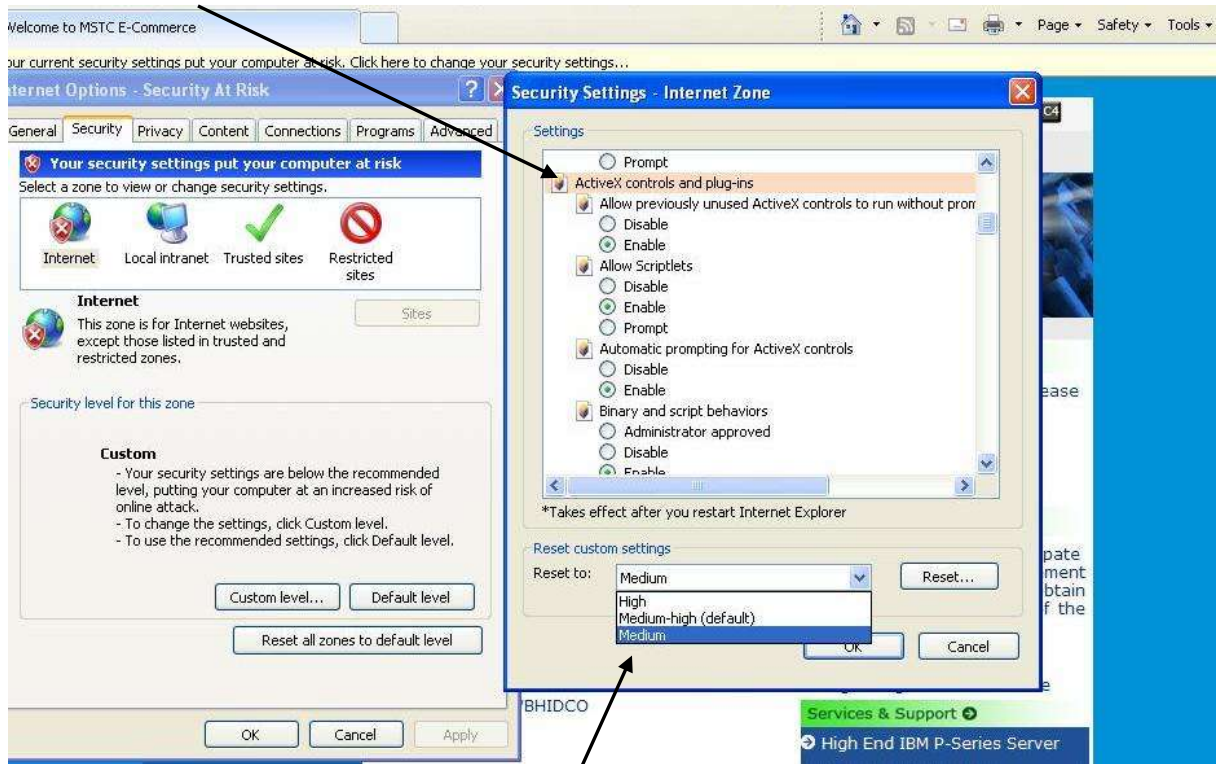 Welcome to MSTC E-Commerce
Page
Safety
Tools
our current security settings put your computer at risk. Click here to change your security settings...
Internet Options - Security At Risk
General Security Privacy Content Connections Programs Advanced
Your security settings put your computer at risk
Select a zone to view or change security settings.
Internet
Local intranet
Trusted sites
Restricted
sites
Internet
Sites
This zone is for Internet websites,
except those listed in trusted and
restricted zones.
Security level for this zone
Custom
- Your security settings are below the recommended
level, putting your computer at an increased risk of
online attack.
- To change the settings, click Custom level.
- To use the recommended settings, click Default level.
Custom level...
Default level
Reset all zones to default level
OK
Cancel
Apply
Security Settings - Internet Zone
Settings
Prompt
ActiveX controls and plug-ins
Allow previously unused ActiveX controls to run without prom
Disable
Enable
Allow Scriptlets
Disable
Enable
Prompt
Automatic prompting for ActiveX controls
Disable
Enable
Binary and script behaviors
Administrator approved
Disable
Enable
*Takes effect after you restart Internet Explorer
Reset custom settings
Reset to:
Medium
Reset...
High
Medium-high (default)
Medium
OK
Cancel
C4
ease
pate
ment
btain
f the
e
BHIDCO
Services & Support
High End IBM P-Series Server